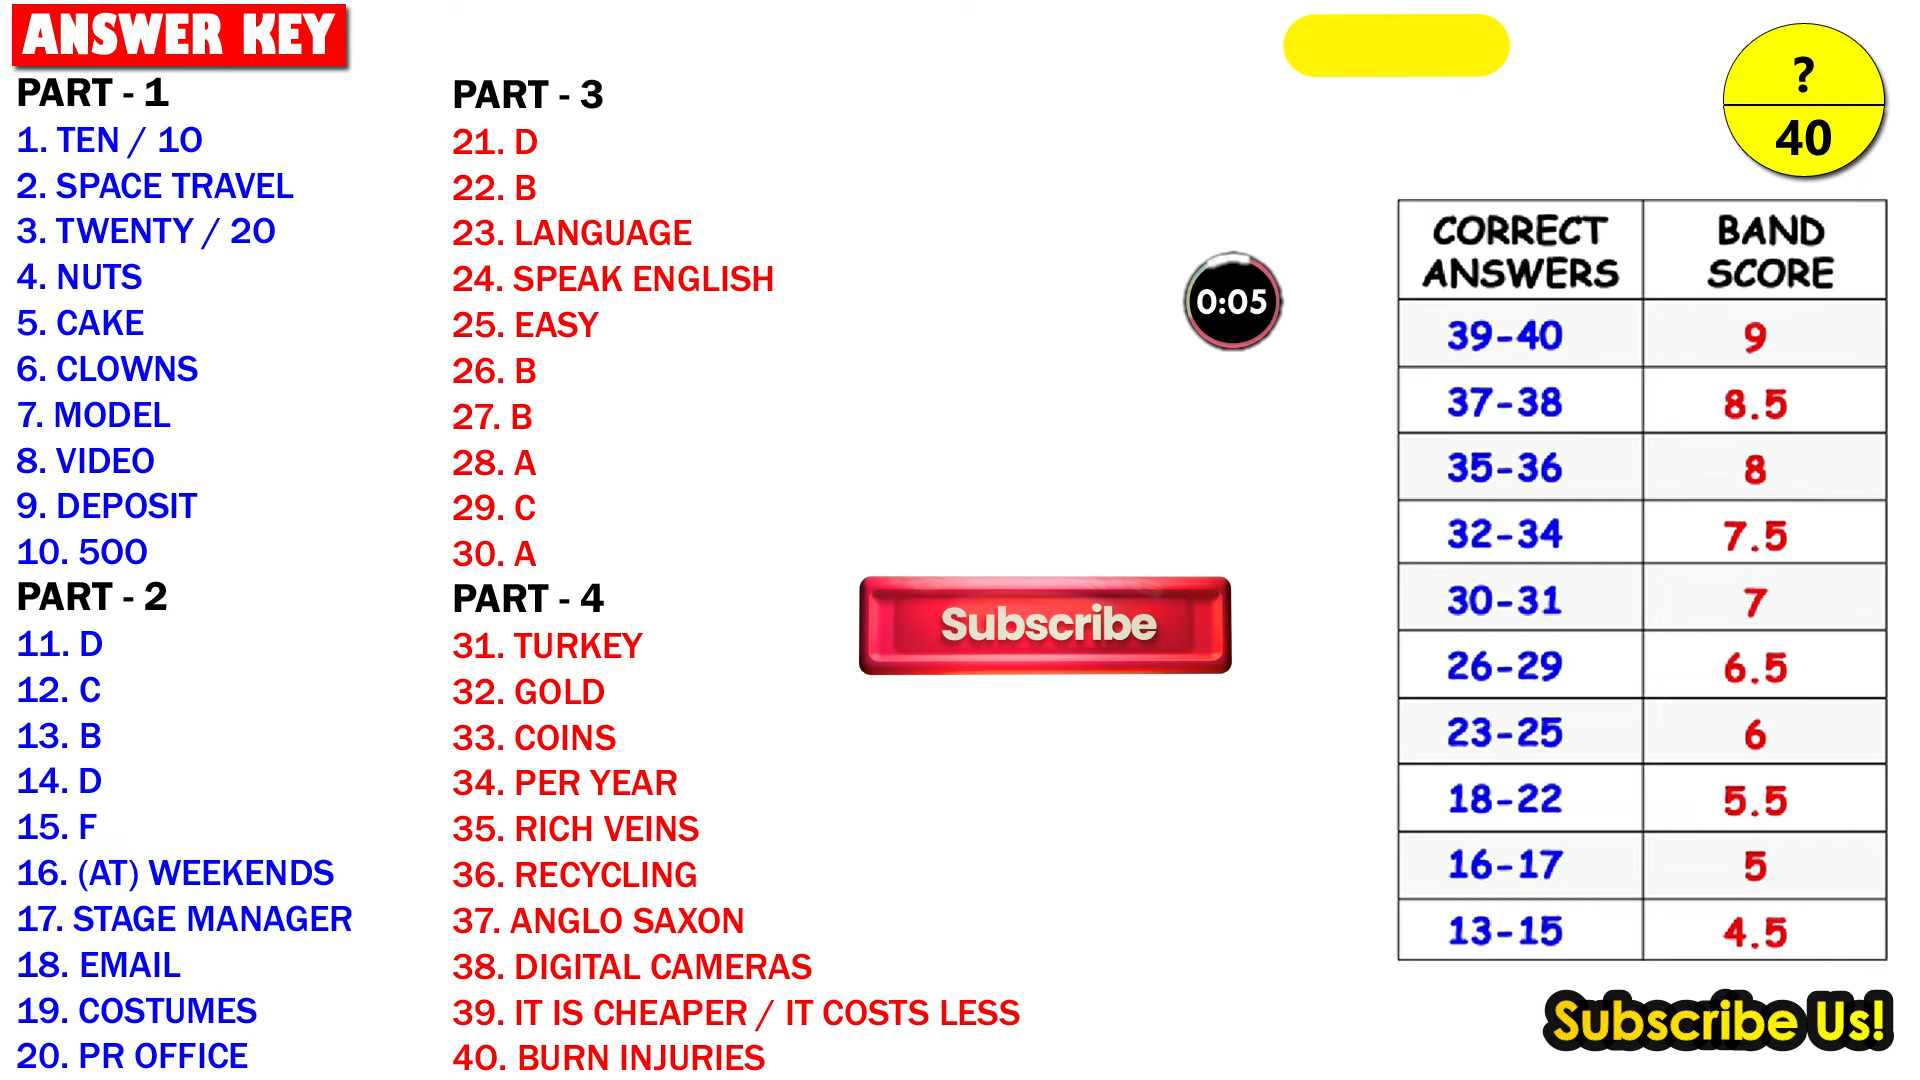 ANSWER KEY
PART - 1
1. TEN / 10
2. SPACE TRAVEL
3. TWENTY / 20
4. NUTS
5. CAKE
6. CLOWNS
7. MODEL
8. VIDEO
9. DEPOSIT
10. 500
PART - 2
11. D
12. C
13. B
14. D
15. F
16. (AT) WEEKENDS
17. STAGE MANAGER
18. EMAIL
19. COSTUMES
20. PR OFFICE
PART - 3
21. D
22. B
23. LANGUAGE
24. SPEAK ENGLISH
25. EASY
26. B
27. B
28. A
29. C
30. A
PART - 4
31. TURKEY
32. GOLD
33. COINS
34. PER YEAR
35. RICH VEINS
36. RECYCLING
37. ANGLO SAXON
38. DIGITAL CAMERAS
39. IT IS CHEAPER / IT COSTS LESS
40. BURN INJURIES
0:05
Subscribe
?
40
CORRECT ANSWERS BAND SCORE
39-40 9
37-38 8.5
35-36 8
32-34 7.5
30-31 7
26-29 6.5
23-25 6
18-22 5.5
16-17 5
13-15 4.5
Subscribe Us!